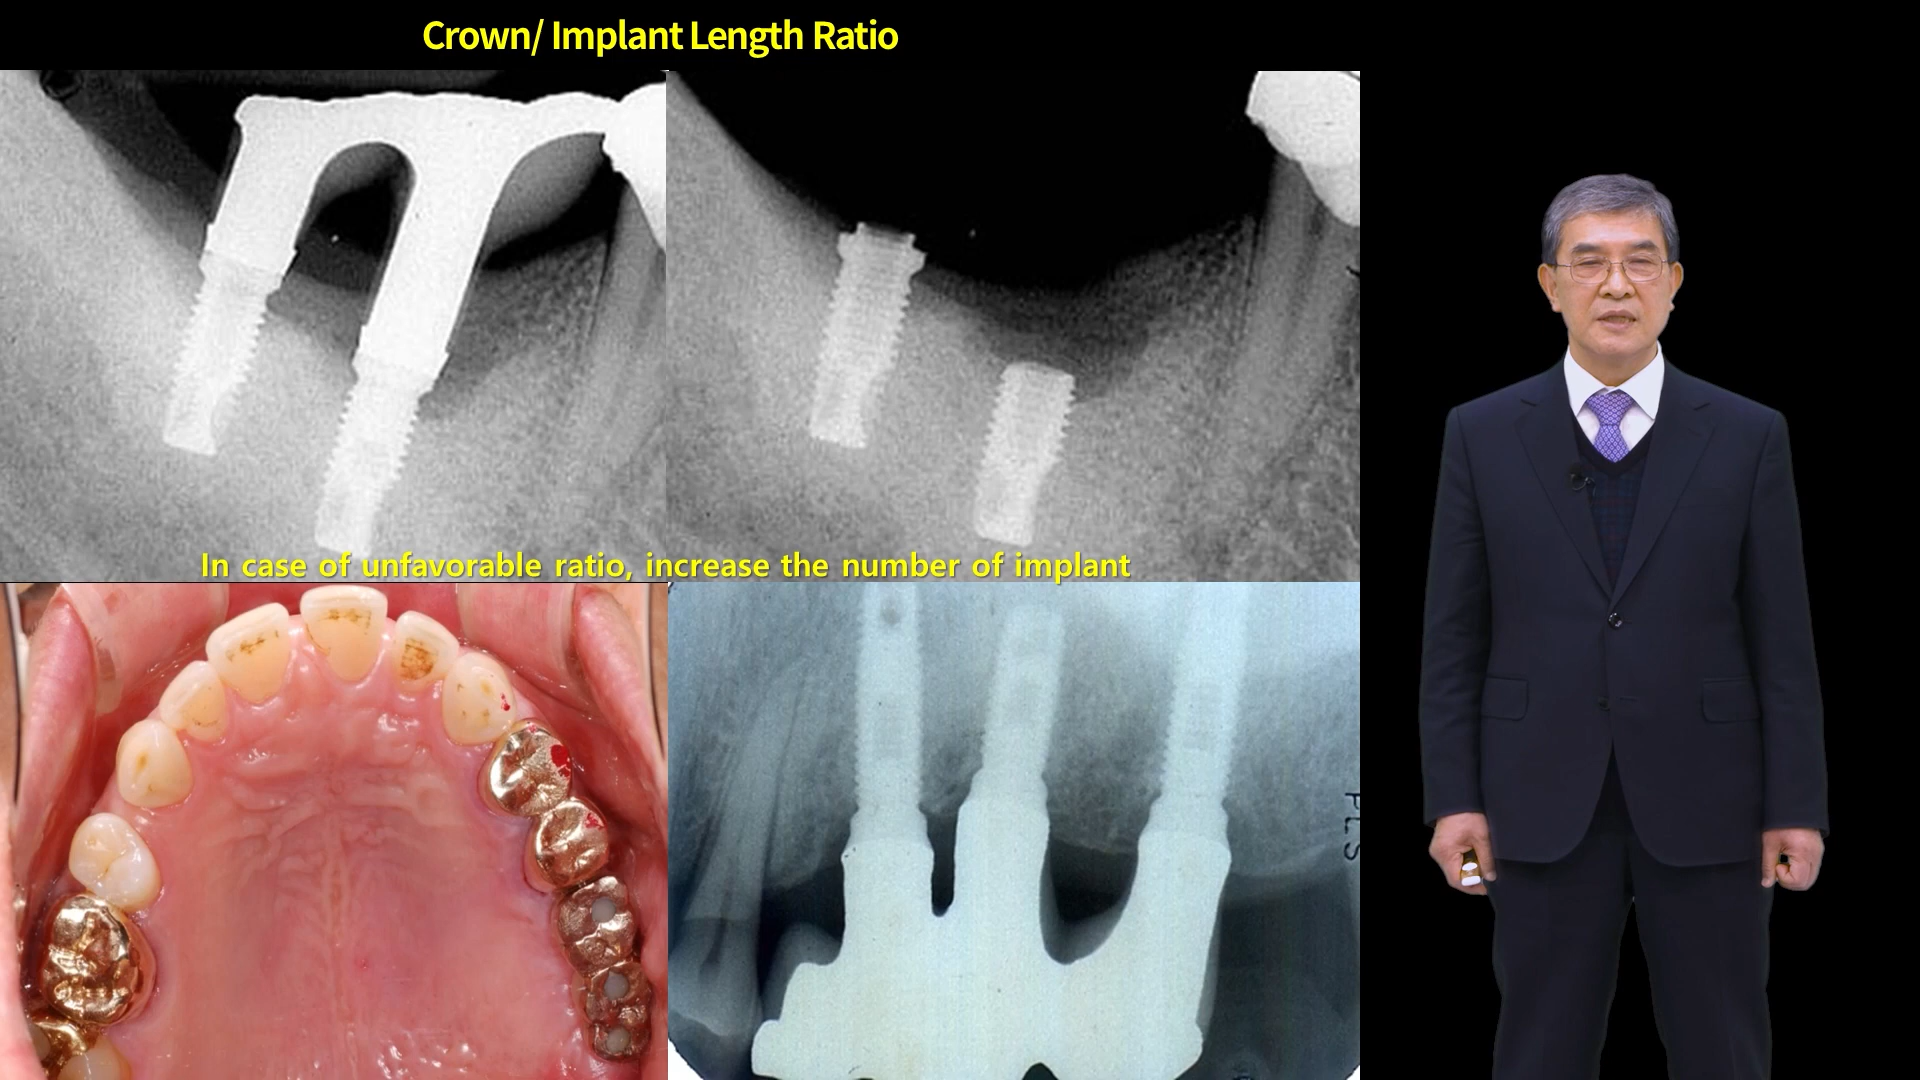 Crown/ Implant Length Ratio
In case of unfavorable ratio, increase the number of implant